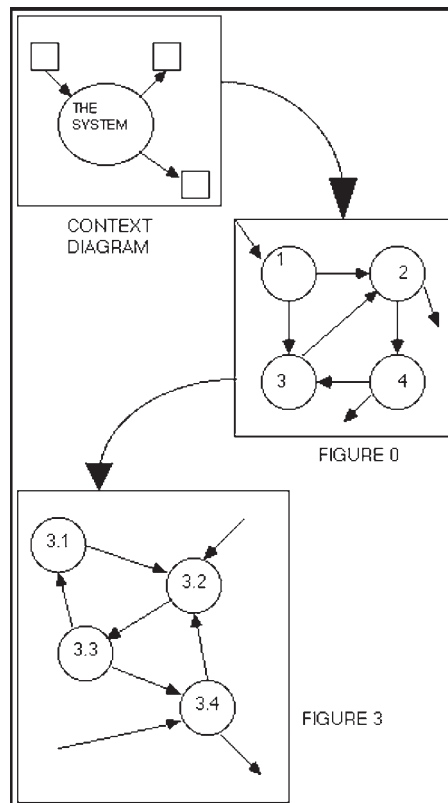 THE
SYSTEM
CONTEXT
DIAGRAM
1
2
3
4
FIGURE 0
3.1
3.2
3.3
3.4
FIGURE 3